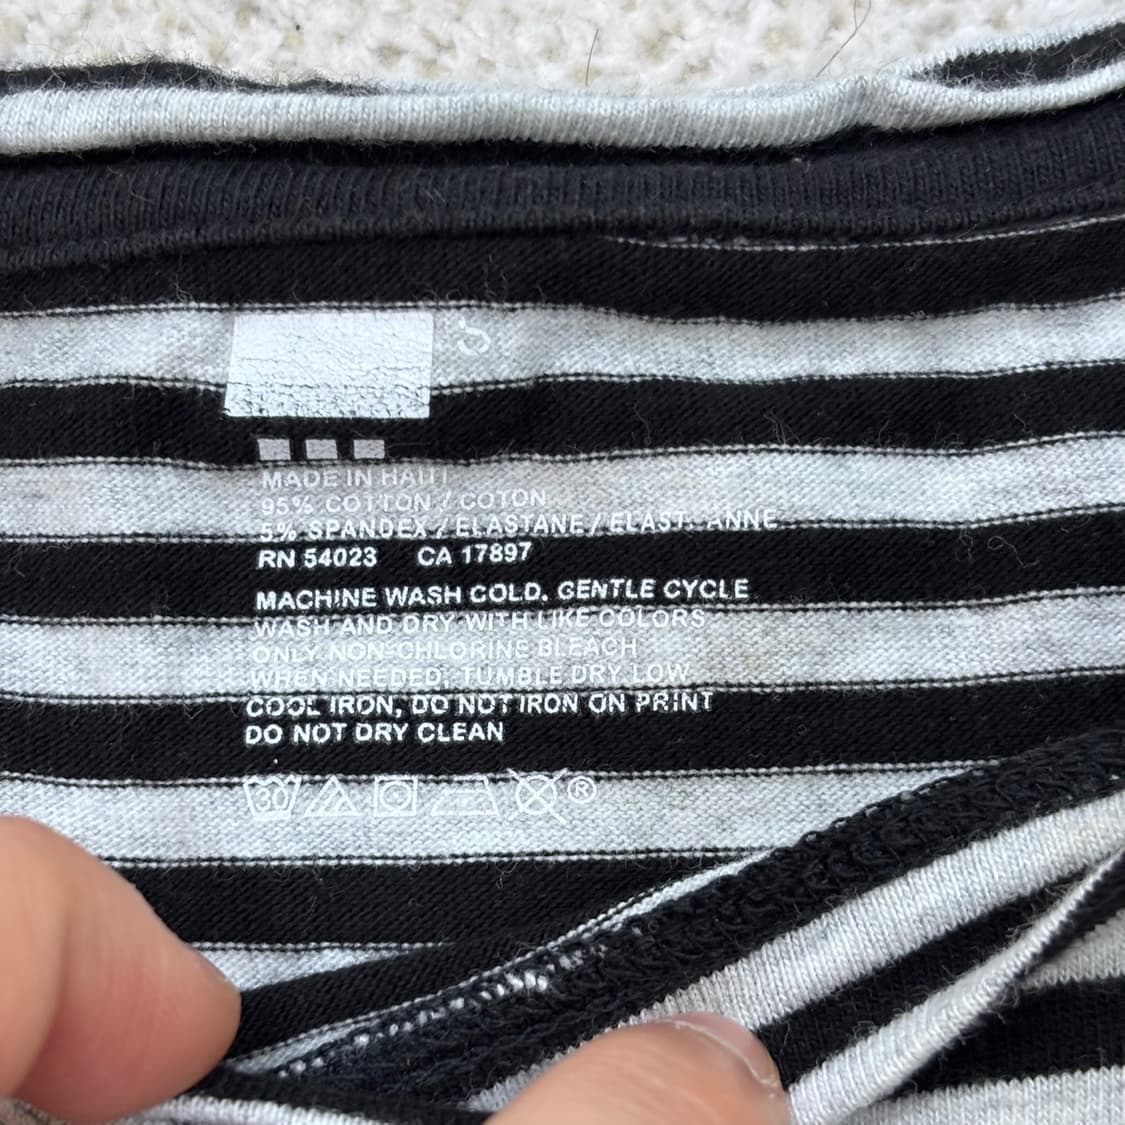 MADE IN HAITI
95% COTTON / COTON
5% SPANDEX / ELASTANE / ÉLASTHANNE
RN 54023 CA 17897
MACHINE WASH COLD, GENTLE CYCLE
WASH AND DRY WITH LIKE COLORS
ONLY NON-CHLORINE BLEACH
WHEN NEEDED, TUMBLE DRY LOW
COOL IRON, DO NOT IRON ON PRINT
DO NOT DRY CLEAN
30 ®